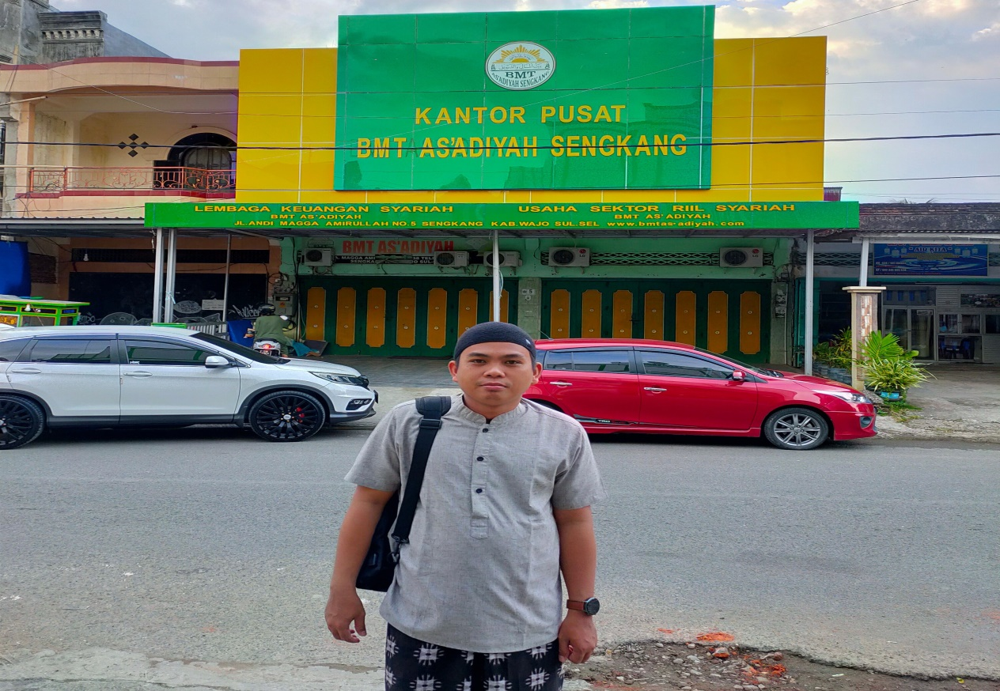 BMT
AS'ADIYAH SENGKANG
KANTOR PUSAT
BMT AS'ADIYAH SENGKANG
LEMBAGA KEUANGAN SYARIAH
BMT AS'ADIYAH
USAHA SEKTOR RIIL SYARIAH
BMT AS'ADIYAH
JL.ANDI MAGGA AMIRULLAH NO.5 SENGKANG KAB.WAJO SUL.SEL www.bmtas-adiyah.com
BMT AS'ADIYAH
LG